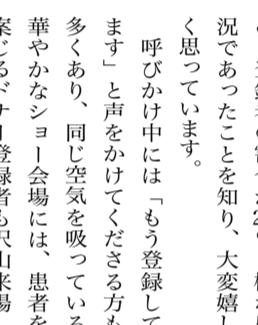 況であったことを知り、大変嬉し
く思っています。
呼びかけ中には「もう登録して
ます」と声をかけてくださる方も
多くあり、同じ空気を吸っている
華やかなショー会場には、患者を
案じるドナー登録者も沢山来場